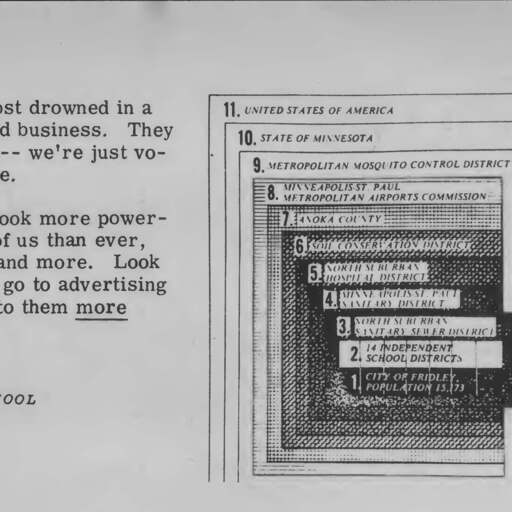 ost drowned in a
d business. They
-- we're just vo-
e.
ook more power-
of us than ever,
and more. Look
go to advertising
to them more
OOL
11. UNITED STATES OF AMERICA
10. STATE OF MINNESOTA
9. METROPOLITAN MOSQUITO CONTROL DISTRICT
8. MINNEAPOLIS-ST. PAUL
METROPOLITAN AIRPORTS COMMISSION
7. ANOKA COUNTY
6. SOIL CONSERVATION DISTRICT
5. NORTH SUBURBAN
HOSPITAL DISTRICT
4. MINNEAPOLIS-ST. PAUL
SANITARY DISTRICT
3. NORTH SUBURBAN
SANITARY SEWER DISTRICT
2. 14 INDEPENDENT
SCHOOL DISTRICTS
1. CITY OF FRIDLEY
POPULATION 15,173